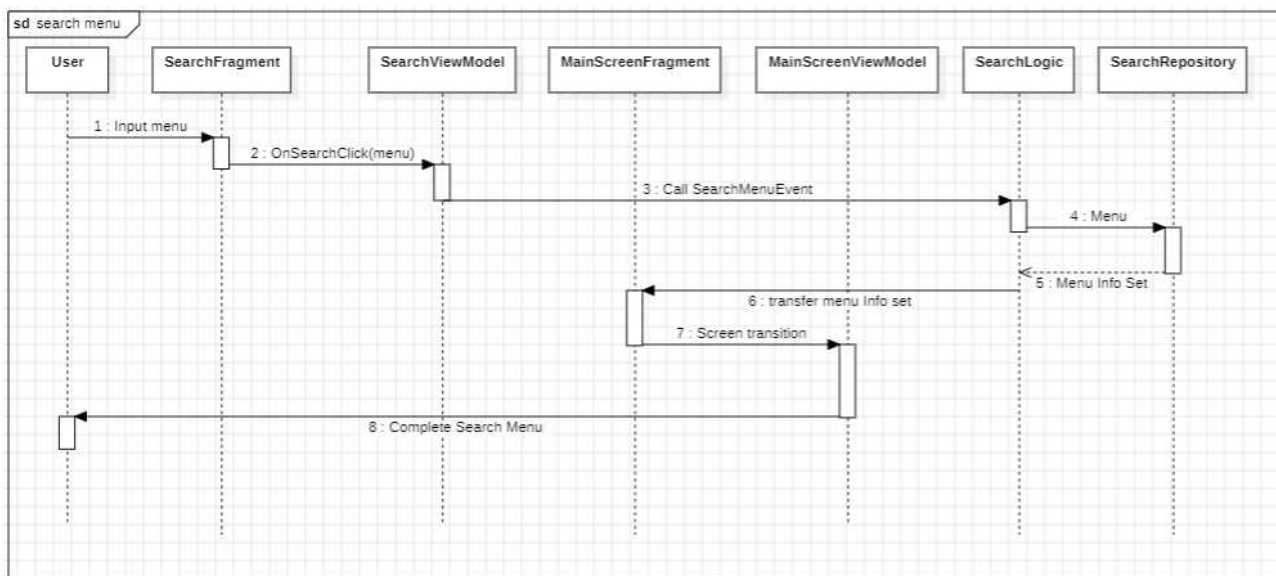 sd search menu
User
SearchFragment
SearchViewModel
MainScreenFragment
MainScreenViewModel
SearchLogic
SearchRepository
1 : Input menu
2 : OnSearchClick(menu)
3 : Call SearchMenuEvent
4 : Menu
5 : Menu Info Set
6 : transfer menu Info set
7 : Screen transition
8 : Complete Search Menu